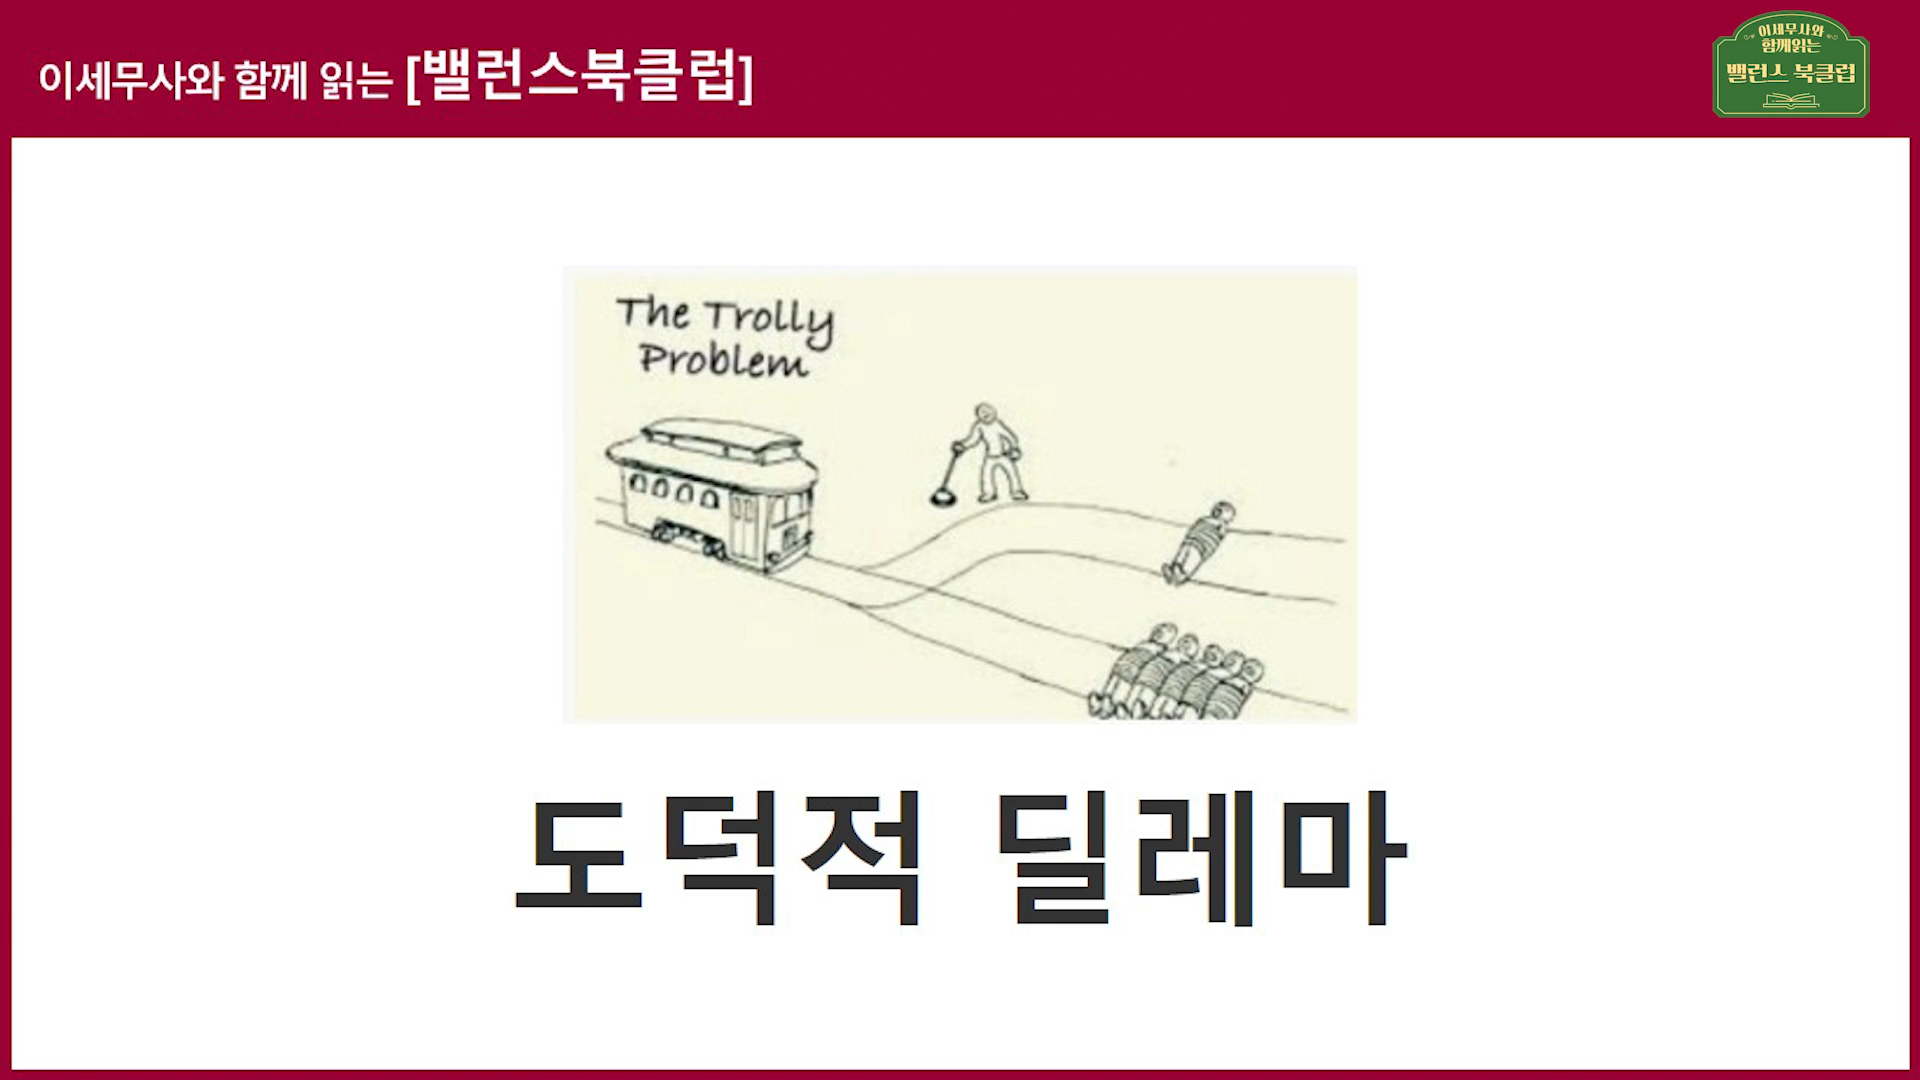 이세무사와 함께 읽는 [밸런스북클럽]
이세무사와
함께읽는
밸런스 북클럽
The Trolly
Problem
도덕적 딜레마